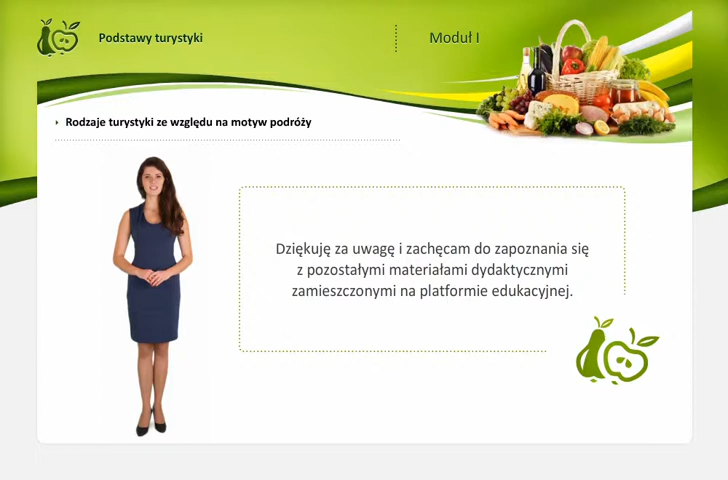 Podstawy turystyki
Moduł I
Rodzaje turystyki ze względu na motyw podróży
Dziękuję za uwagę i zachęcam do zapoznania się
z pozostałymi materiałami dydaktycznymi
zamieszczonymi na platformie edukacyjnej.